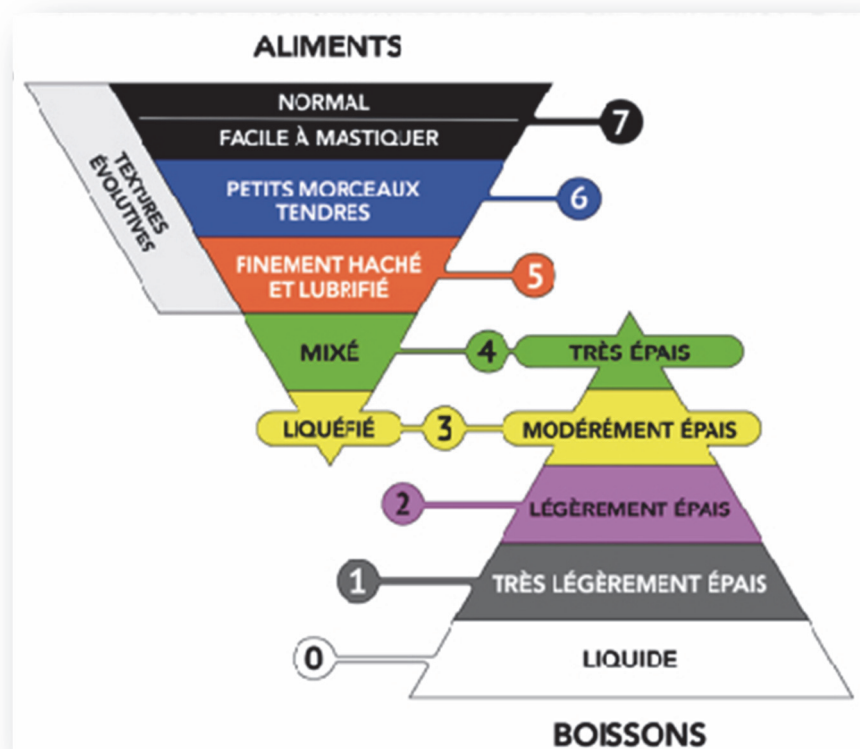 ALIMENTS
NORMAL
7
FACILE À MASTIQUER
TEXTURES
ÉVOLUTIVES
PETITS MORCEAUX
TENDRES
6
FINEMENT HACHÉ
ET LUBRIFIÉ
5
MIXÉ
4
TRÈS ÉPAIS
LIQUÉFIÉ
3
MODÉRÉMENT ÉPAIS
2
LÉGÈREMENT ÉPAIS
1
TRÈS LÉGÈREMENT ÉPAIS
0
LIQUIDE
BOISSONS